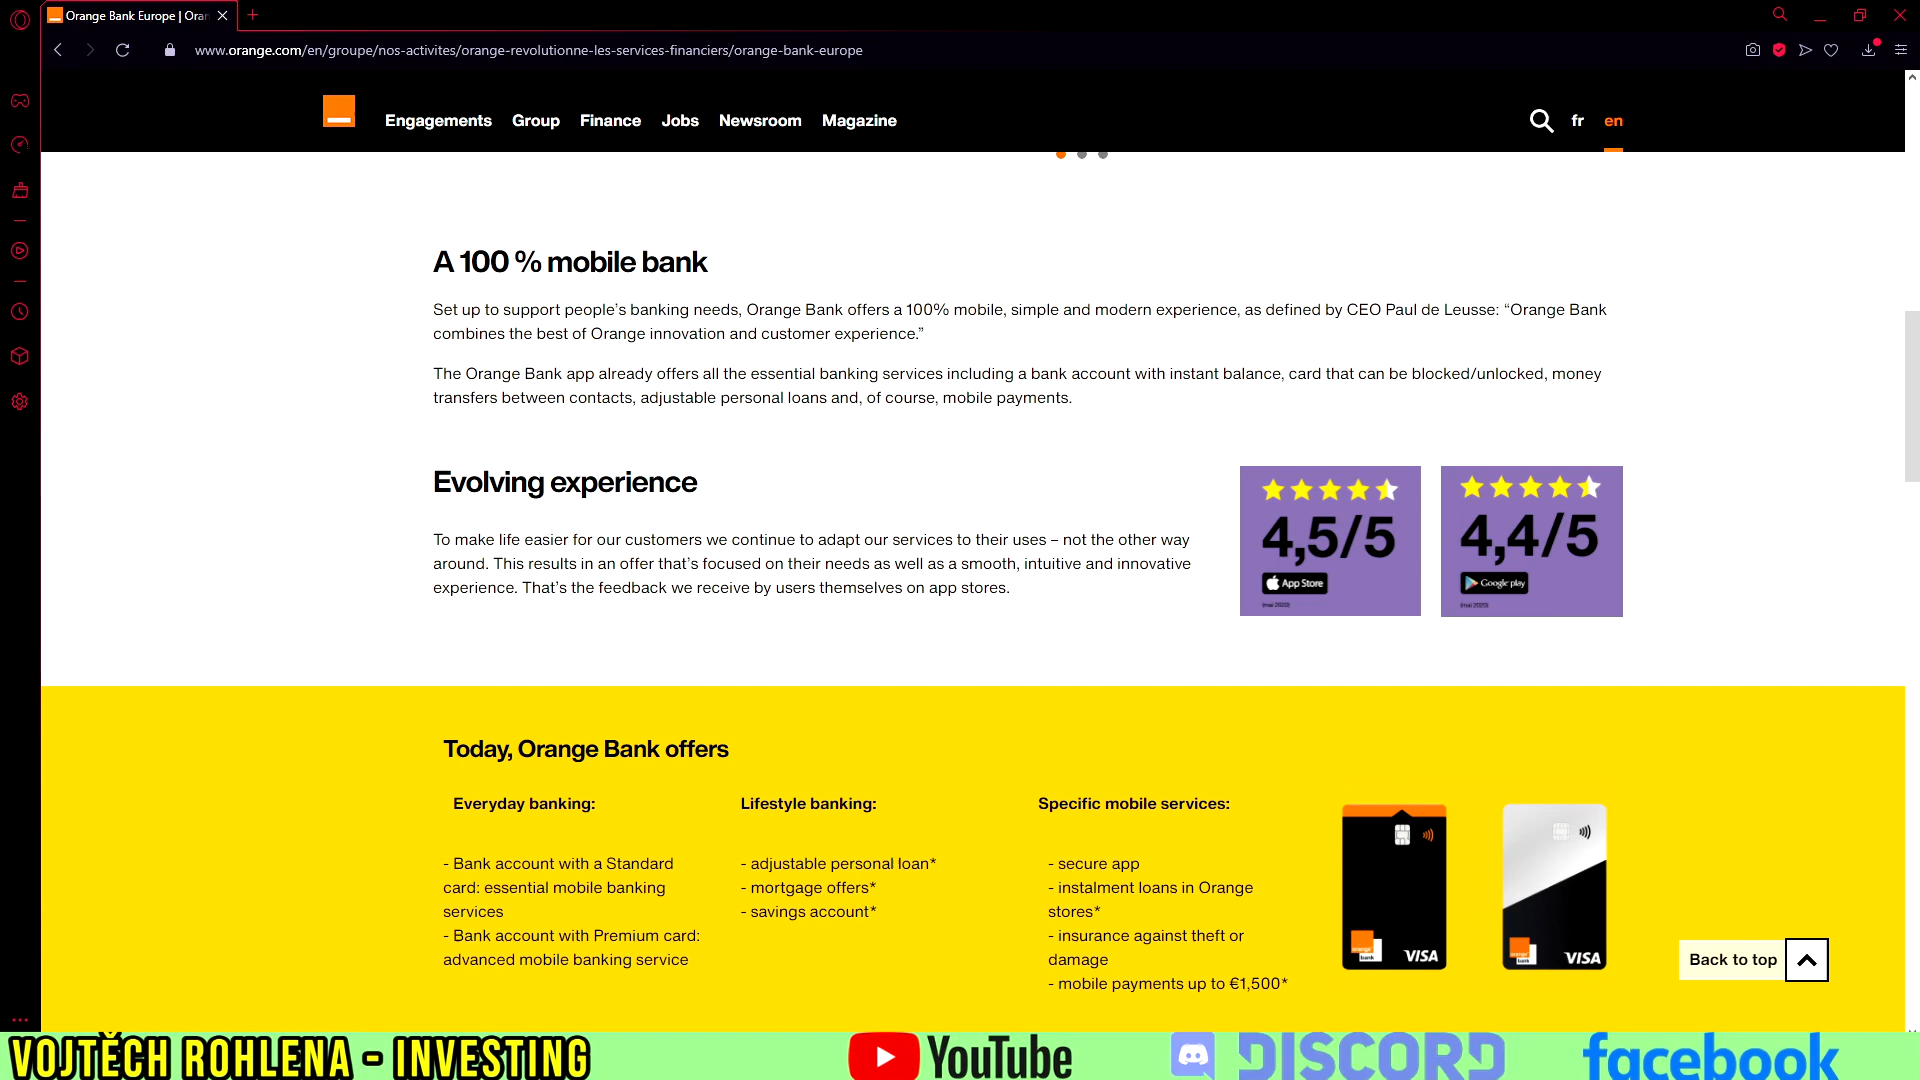 Orange Bank Europe | Oran
www.orange.com/en/groupe/nos-activites/orange-revolutionne-les-services-financiers/orange-bank-europe
Engagements Group Finance Jobs Newsroom Magazine fr en
A 100 % mobile bank
Set up to support people’s banking needs, Orange Bank offers a 100% mobile, simple and modern experience, as defined by CEO Paul de Leusse: “Orange Bank
combines the best of Orange innovation and customer experience.”
The Orange Bank app already offers all the essential banking services including a bank account with instant balance, card that can be blocked/unlocked, money
transfers between contacts, adjustable personal loans and, of course, mobile payments.
Evolving experience
To make life easier for our customers we continue to adapt our services to their uses – not the other way
around. This results in an offer that’s focused on their needs as well as a smooth, intuitive and innovative
experience. That’s the feedback we receive by users themselves on app stores.
4,5/5
App Store
(mai 2020)
4,4/5
Google play
(mai 2020)
Today, Orange Bank offers
Everyday banking:
- Bank account with a Standard
card: essential mobile banking
services
- Bank account with Premium card:
advanced mobile banking service
Lifestyle banking:
- adjustable personal loan*
- mortgage offers*
- savings account*
Specific mobile services:
- secure app
- instalment loans in Orange
stores*
- insurance against theft or
damage
- mobile payments up to €1,500*
orange
bank
VISA
orange
bank
VISA
Back to top
VOJTĚCH ROHLENA - INVESTING
YouTube
DISCORD
facebook